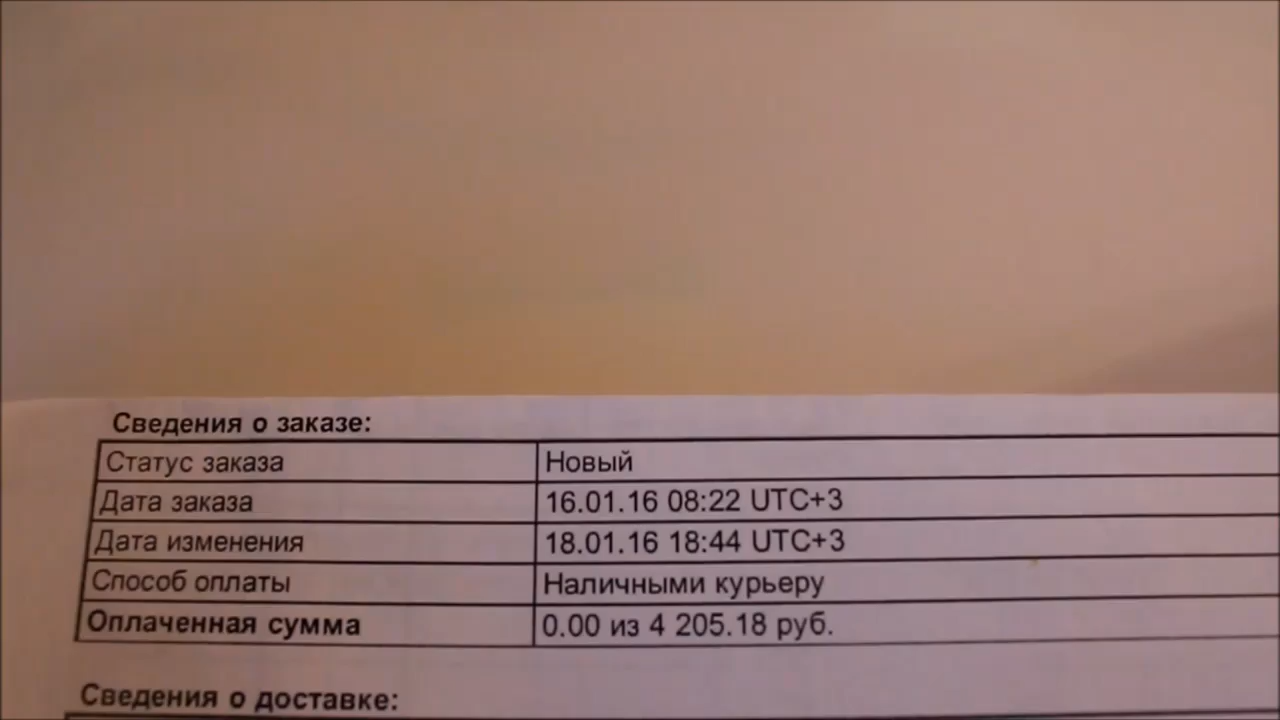 Сведения о заказе:
Статус заказа Новый
Дата заказа 16.01.16 08:22 UTC+3
Дата изменения 18.01.16 18:44 UTC+3
Способ оплаты Наличными курьеру
Оплаченная сумма 0.00 из 4 205.18 руб.
Сведения о доставке: